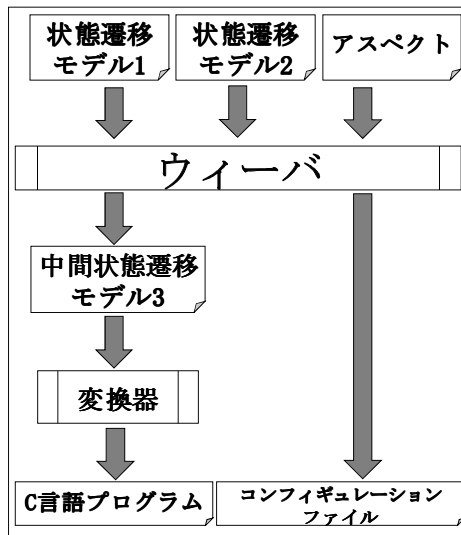 状態遷移
モデル1
状態遷移
モデル2
アスペクト
ウィーバ
中間状態遷移
モデル3
変換器
C言語プログラム
コンフィギュレーション
ファイル